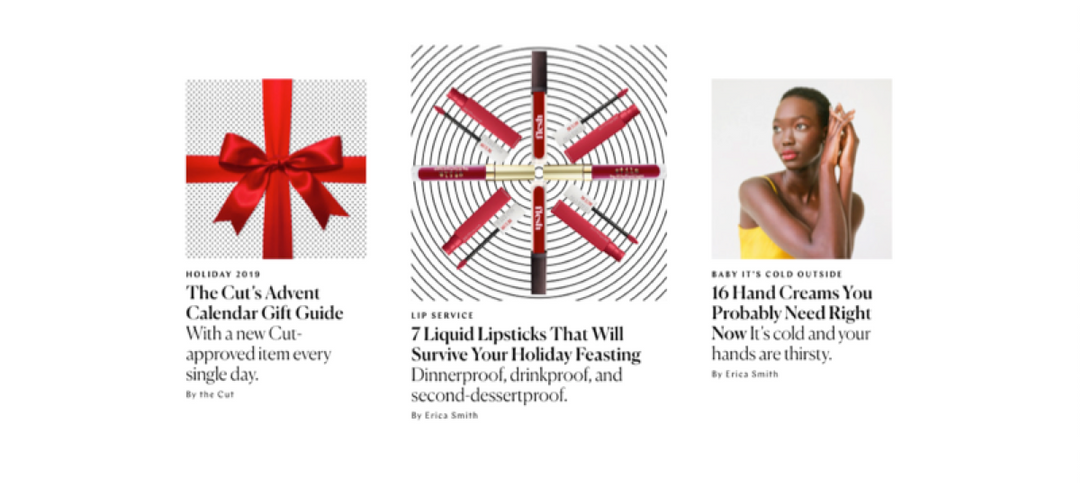 HOLIDAY 2019
The Cut's Advent
Calendar Gift Guide
With a new Cut-
approved item every
single day.
By the Cut
flesh
flesh
LIP SERVICE
7 Liquid Lipsticks That Will
Survive Your Holiday Feasting
Dinnerproof, drinkproof, and
second-dessertproof.
By Erica Smith
BABY IT'S COLD OUTSIDE
16 Hand Creams You
Probably Need Right
Now It's cold and your
hands are thirsty.
By Erica Smith